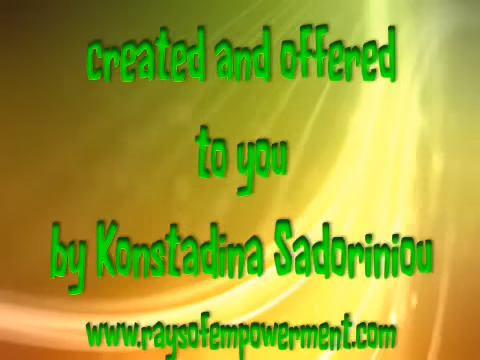 created and offered
to you
by Konstadina Sadoriniou
www.raysofempowerment.com